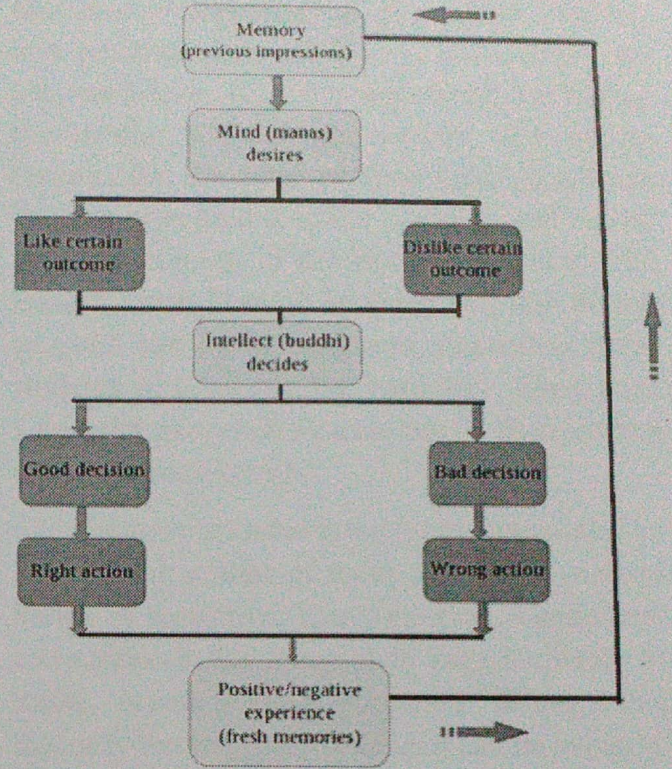 Memory
(previous impressions)
Mind (manas)
desires
Like certain
outcome
Dislike certain
outcome
Intellect (buddhi)
decides
Good decision
Bad decision
Right action
Wrong action
Positive/negative
experience
(fresh memories)